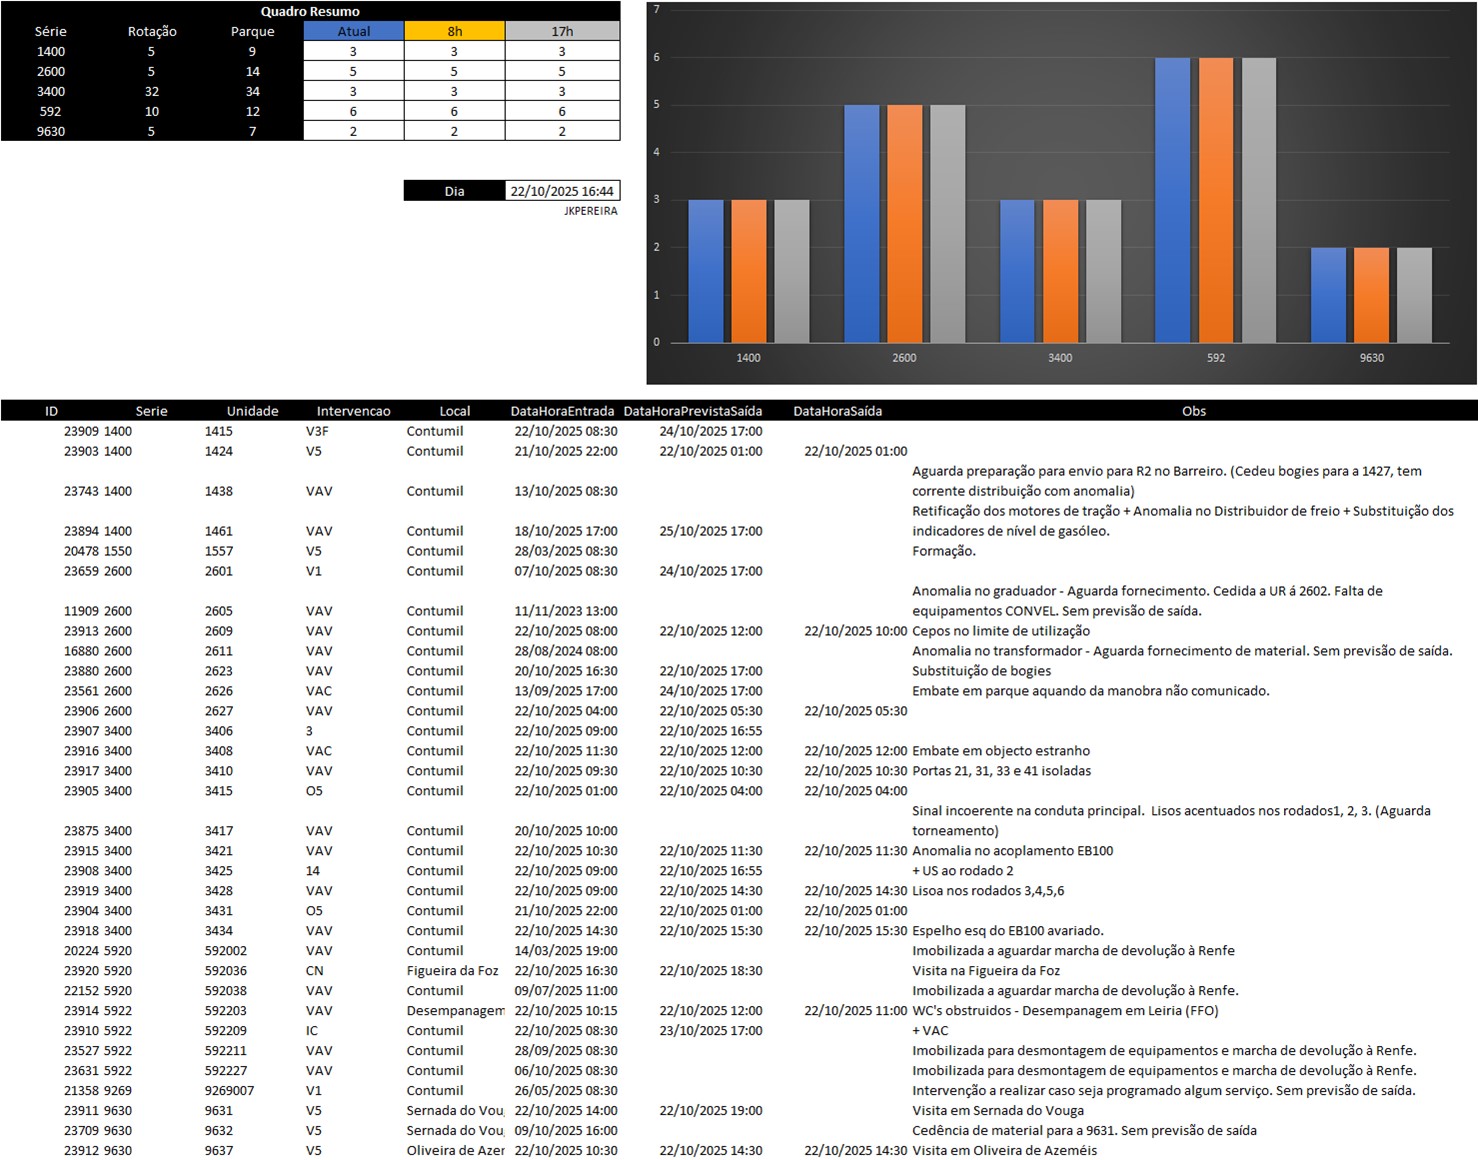 Quadro Resumo
Série Rotação Parque Atual 8h 17h
1400 5 9 3 3 3
2600 5 14 5 5 5
3400 32 34 3 3 3
592 10 12 6 6 6
9630 5 7 2 2 2
Dia 22/10/2025 16:44
JKPEREIRA
7
6
5
4
3
2
1
0
1400 2600 3400 592 9630
ID Serie Unidade Intervencao Local DataHoraEntrada DataHoraPrevistaSaída DataHoraSaída Obs
23909 1400 1415 V3F Contumil 22/10/2025 08:30 24/10/2025 17:00
23903 1400 1424 V5 Contumil 21/10/2025 22:00 22/10/2025 01:00 22/10/2025 01:00
Aguarda preparação para envio para R2 no Barreiro. (Cedeu bogies para a 1427, tem
23743 1400 1438 VAV Contumil 13/10/2025 08:30 corrente distribuição com anomalia)
Retificação dos motores de tração + Anomalia no Distribuidor de freio + Substituição dos
23894 1400 1461 VAV Contumil 18/10/2025 17:00 25/10/2025 17:00 indicadores de nível de gasóleo.
20478 1550 1557 V5 Contumil 28/03/2025 08:30 Formação.
23659 2600 2601 V1 Contumil 07/10/2025 08:30 24/10/2025 17:00
Anomalia no graduador - Aguarda fornecimento. Cedida a UR á 2602. Falta de
11909 2600 2605 VAV Contumil 11/11/2023 13:00 equipamentos CONVEL. Sem previsão de saída.
23913 2600 2609 VAV Contumil 22/10/2025 08:00 22/10/2025 12:00 22/10/2025 10:00 Cepos no limite de utilização
16880 2600 2611 VAV Contumil 28/08/2024 08:00 Anomalia no transformador - Aguarda fornecimento de material. Sem previsão de saída.
23880 2600 2623 VAV Contumil 20/10/2025 16:30 22/10/2025 17:00 Substituição de bogies
23561 2600 2626 VAC Contumil 13/09/2025 17:00 24/10/2025 17:00 Embate em parque aquando da manobra não comunicado.
23906 2600 2627 VAV Contumil 22/10/2025 04:00 22/10/2025 05:30 22/10/2025 05:30
23907 3400 3406 3 Contumil 22/10/2025 09:00 22/10/2025 16:55
23916 3400 3408 VAC Contumil 22/10/2025 11:30 22/10/2025 12:00 22/10/2025 12:00 Embate em objecto estranho
23917 3400 3410 VAV Contumil 22/10/2025 09:30 22/10/2025 10:30 22/10/2025 10:30 Portas 21, 31, 33 e 41 isoladas
23905 3400 3415 O5 Contumil 22/10/2025 01:00 22/10/2025 04:00 22/10/2025 04:00
Sinal incoerente na conduta principal. Lisos acentuados nos rodados1, 2, 3. (Aguarda
23875 3400 3417 VAV Contumil 20/10/2025 10:00 torneamento)
23915 3400 3421 VAV Contumil 22/10/2025 10:30 22/10/2025 11:30 22/10/2025 11:30 Anomalia no acoplamento EB100
23908 3400 3425 14 Contumil 22/10/2025 09:00 22/10/2025 16:55 + US ao rodado 2
23919 3400 3428 VAV Contumil 22/10/2025 09:00 22/10/2025 14:30 22/10/2025 14:30 Lisoa nos rodados 3,4,5,6
23904 3400 3431 O5 Contumil 21/10/2025 22:00 22/10/2025 01:00 22/10/2025 01:00
23918 3400 3434 VAV Contumil 22/10/2025 14:30 22/10/2025 15:30 22/10/2025 15:30 Espelho esq do EB100 avariado.
20224 5920 592002 VAV Contumil 14/03/2025 19:00 Imobilizada a aguardar marcha de devolução à Renfe
23920 5920 592036 CN Figueira da Foz 22/10/2025 16:30 22/10/2025 18:30 Visita na Figueira da Foz
22152 5920 592038 VAV Contumil 09/07/2025 11:00 Imobilizada a aguardar marcha de devolução à Renfe.
23914 5922 592203 VAV Desempanagem 22/10/2025 10:15 22/10/2025 12:00 22/10/2025 11:00 WC's obstruidos - Desempanagem em Leiria (FFO)
23910 5922 592209 IC Contumil 22/10/2025 08:30 23/10/2025 17:00 + VAC
23527 5922 592211 VAV Contumil 28/09/2025 08:30 Imobilizada para desmontagem de equipamentos e marcha de devolução à Renfe.
23631 5922 592227 VAV Contumil 06/10/2025 08:30 Imobilizada para desmontagem de equipamentos e marcha de devolução à Renfe.
21358 9269 9269007 V1 Contumil 26/05/2025 08:30 Intervenção a realizar caso seja programado algum serviço. Sem previsão de saída.
23911 9630 9631 V5 Sernada do Vou 22/10/2025 14:00 22/10/2025 19:00 Visita em Sernada do Vouga
23709 9630 9632 V5 Sernada do Vou 09/10/2025 16:00 Cedência de material para a 9631. Sem previsão de saída
23912 9630 9637 V5 Oliveira de Azer 22/10/2025 10:30 22/10/2025 14:30 22/10/2025 14:30 Visita em Oliveira de Azeméis